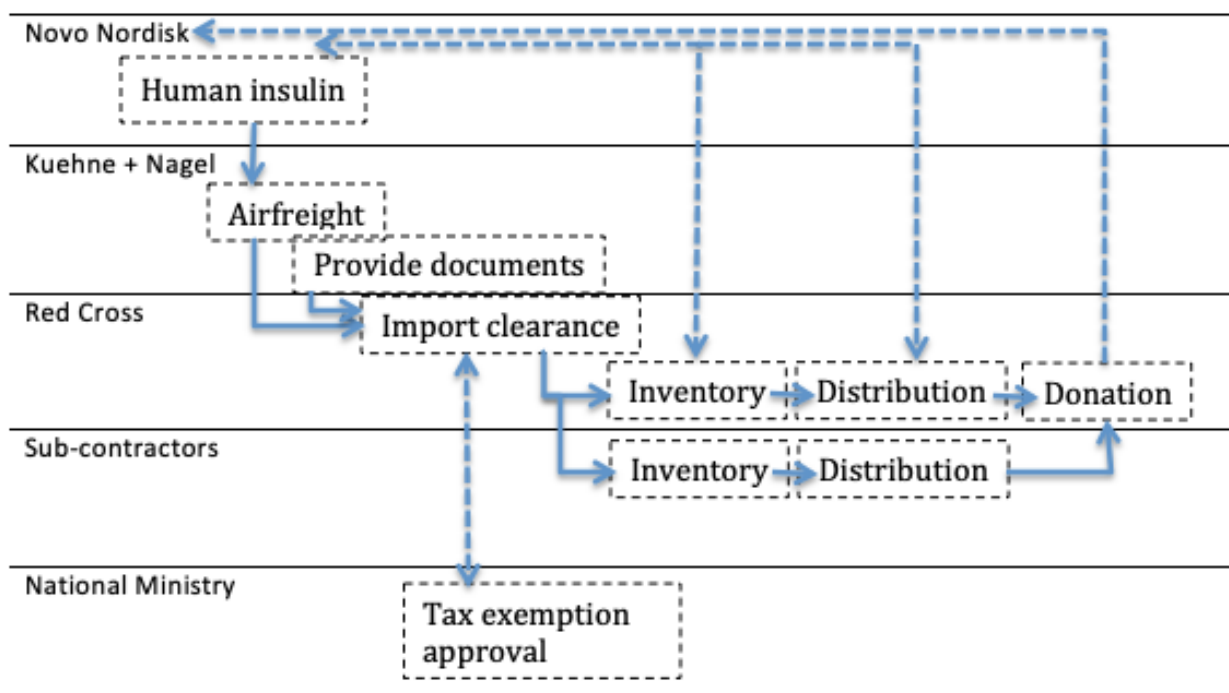 Novo Nordisk
Human insulin
Kuehne + Nagel
Airfreight
Provide documents
Red Cross
Import clearance
Inventory
Distribution
Donation
Sub-contractors
Inventory
Distribution
National Ministry
Tax exemption
approval